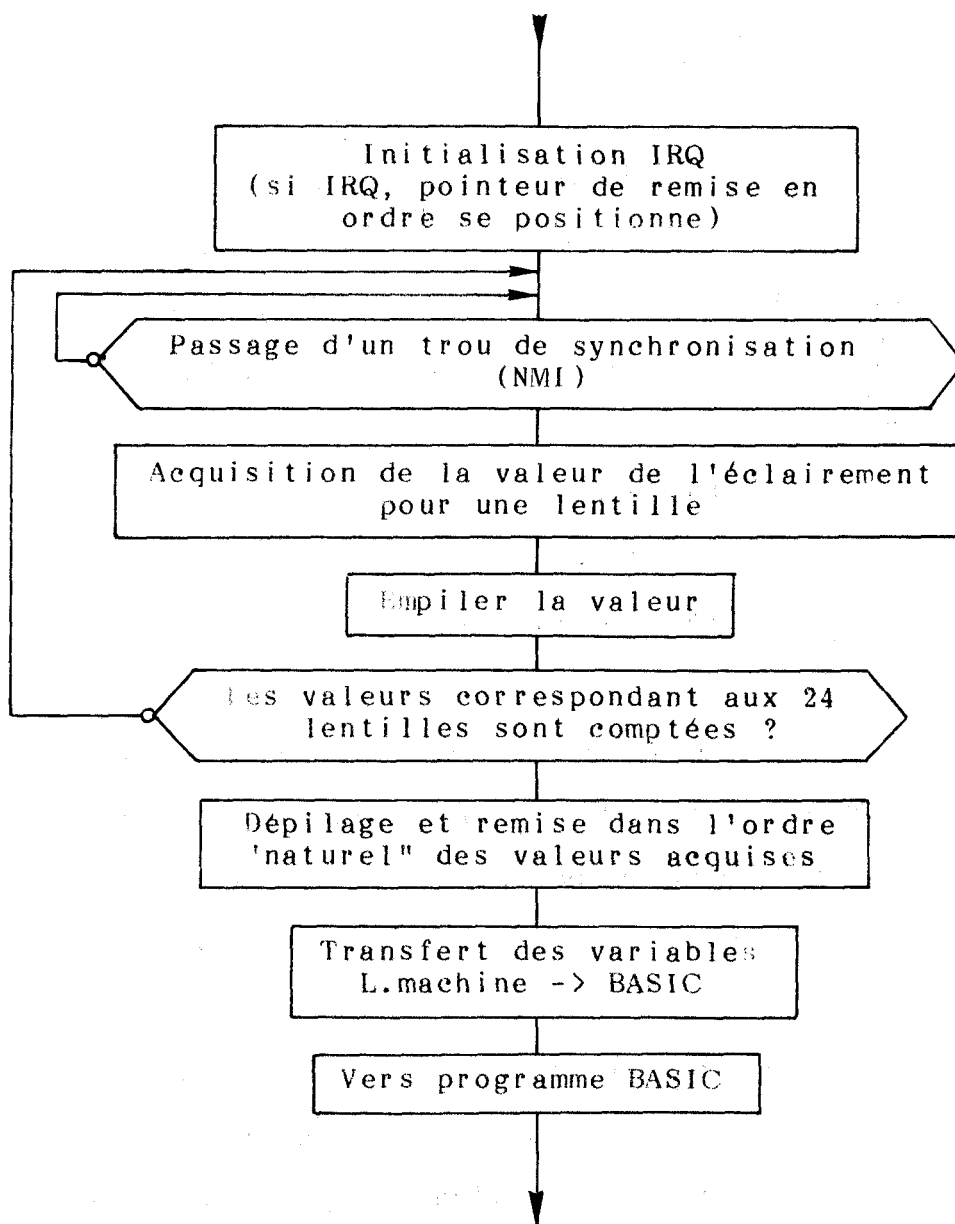 Initialisation IRQ
(si IRQ, pointeur de remise en
ordre se positionne)
Passage d'un trou de synchronisation
(NMI)
Acquisition de la valeur de l'éclairement
pour une lentille
Empiler la valeur
Les valeurs correspondant aux 24
lentilles sont comptées ?
Dépilage et remise dans l'ordre
'naturel" des valeurs acquises
Transfert des variables
L.machine -> BASIC
Vers programme BASIC